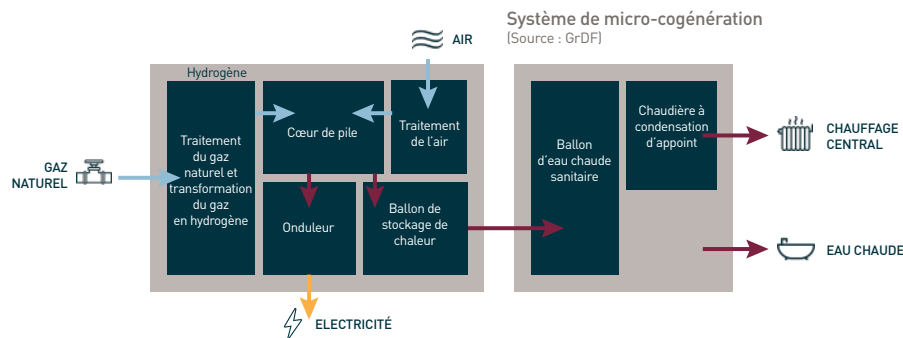 Système de micro-cogénération
(Source : GrDF)
AIR
Hydrogène
GAZ
NATUREL
Traitement
du gaz
naturel et
transformation
du gaz
en hydrogène
Cœur de pile
Traitement
de l'air
Onduleur
Ballon de
stockage de
chaleur
ELECTRICITÉ
Ballon
d'eau chaude
sanitaire
Chaudière à
condensation
d'appoint
CHAUFFAGE
CENTRAL
EAU CHAUDE